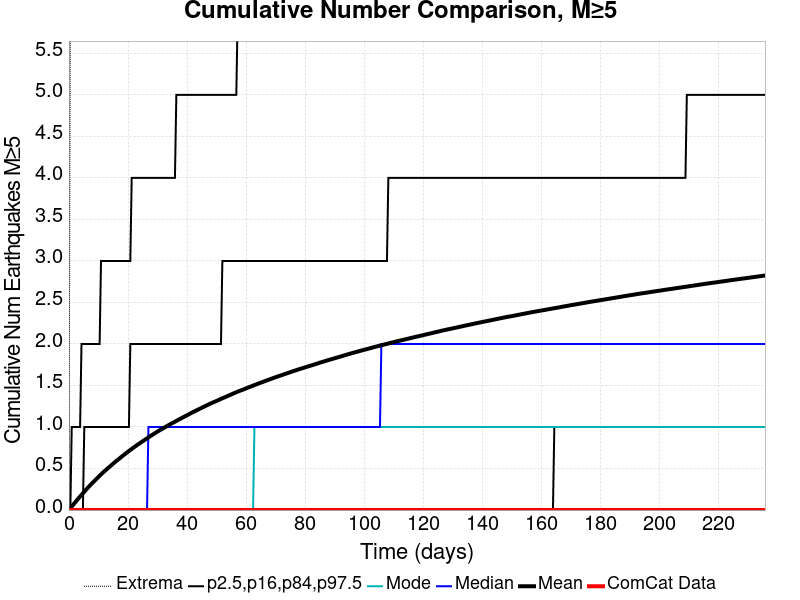 Cumulative Number Comparison, M≥5
Cumulative Num Earthquakes M≥5
5.5
5.0
4.5
4.0
3.5
3.0
2.5
2.0
1.5
1.0
0.5
0.0
0 20 40 60 80 100 120 140 160 180 200 220
Time (days)
Extrema p2.5,p16,p84,p97.5 Mode Median Mean ComCat Data